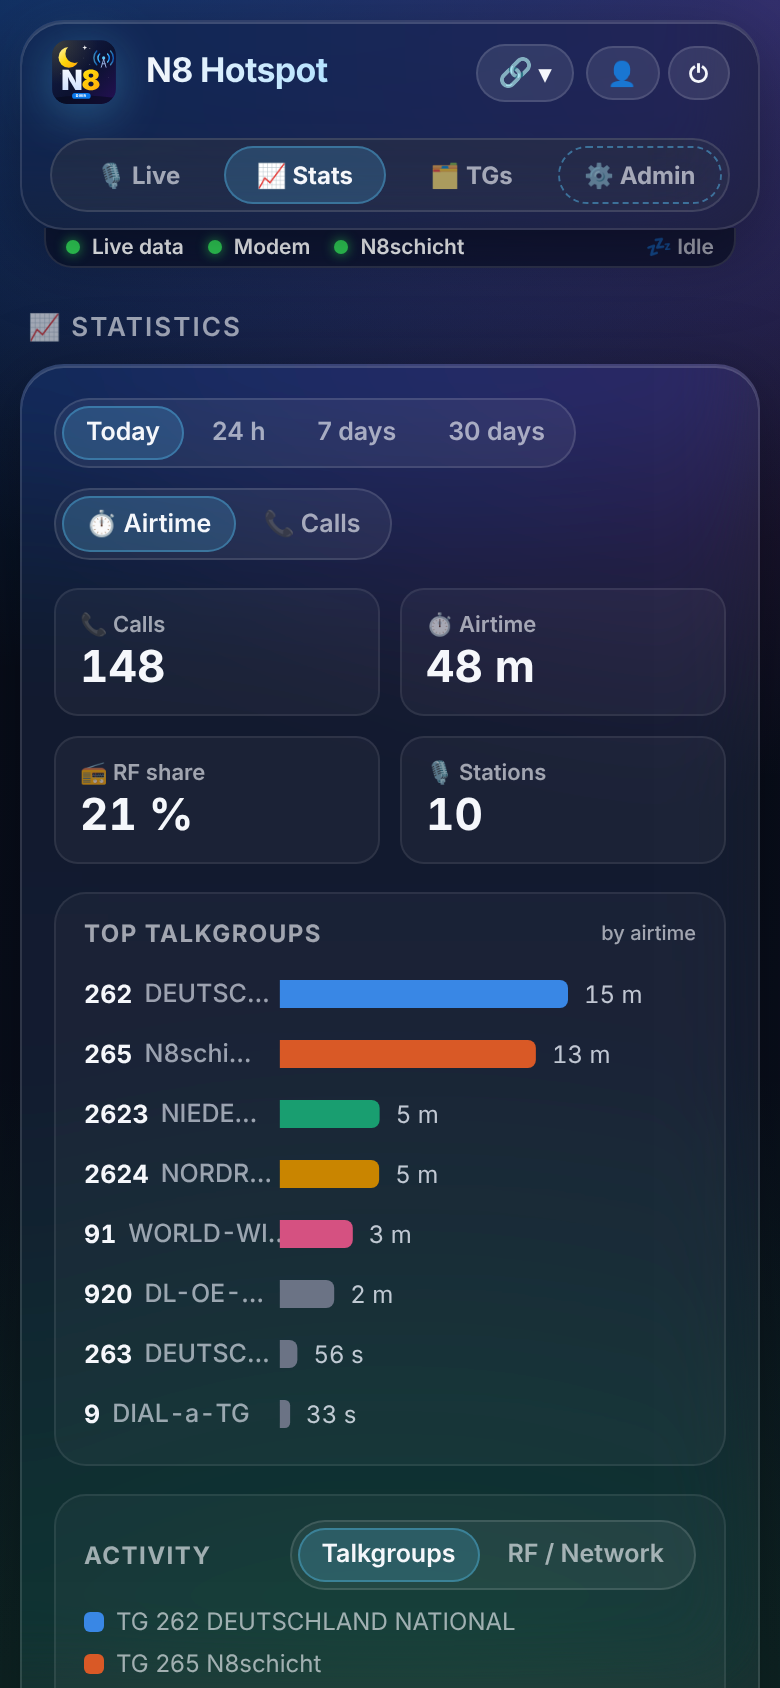 N8
N8 Hotspot
Live
Stats
TGs
Admin
Live data
Modem
N8schicht
Idle
STATISTICS
Today
24 h
7 days
30 days
Airtime
Calls
Calls
148
Airtime
48 m
RF share
21 %
Stations
10
TOP TALKGROUPS
by airtime
262 DEUTSC... 15 m
265 N8schi... 13 m
2623 NIEDE... 5 m
2624 NORDR... 5 m
91 WORLD-WI.. 3 m
920 DL-OE-... 2 m
263 DEUTSC... 56 s
9 DIAL-a-TG 33 s
ACTIVITY
Talkgroups
RF / Network
TG 262 DEUTSCHLAND NATIONAL
TG 265 N8schicht